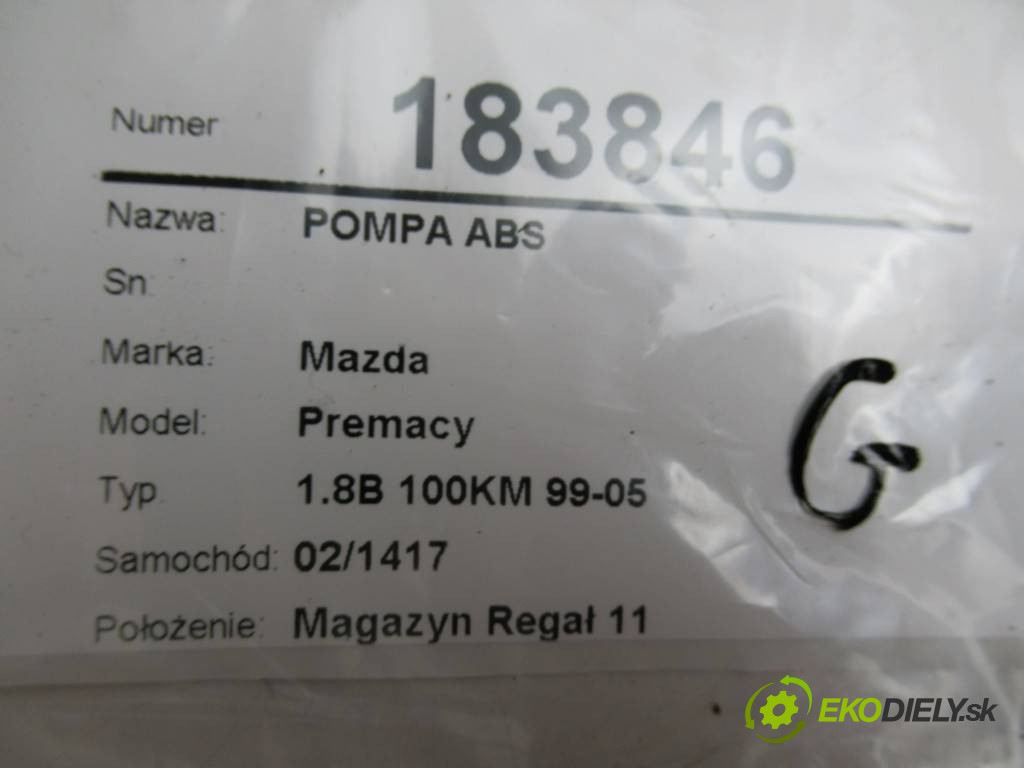 Numer 183846
Nazwa: POMPA ABS
Sn:
Marka: Mazda
Model: Premacy
Typ 1.8B 100KM 99-05
Samochód: 02/1417
Położenie: Magazyn Regał 11
G
EKODIELY.sk